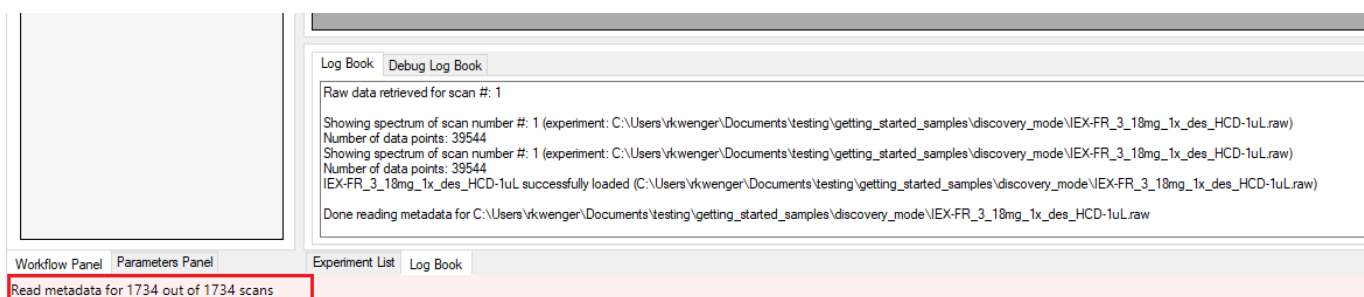 Log Book Debug Log Book
Raw data retrieved for scan #: 1
Showing spectrum of scan number #: 1 (experiment: C:\Users\rkwenger\Documents\testing\getting_started_samples\discovery_mode\IEX-FR_3_18mg_1x_des_HCD-1uL.raw)
Number of data points: 39544
Showing spectrum of scan number #: 1 (experiment: C:\Users\rkwenger\Documents\testing\getting_started_samples\discovery_mode\IEX-FR_3_18mg_1x_des_HCD-1uL.raw)
Number of data points: 39544
IEX-FR_3_18mg_1x_des_HCD-1uL successfully loaded (C:\Users\rkwenger\Documents\testing\getting_started_samples\discovery_mode\IEX-FR_3_18mg_1x_des_HCD-1uL.raw)
Done reading metadata for C:\Users\rkwenger\Documents\testing\getting_started_samples\discovery_mode\IEX-FR_3_18mg_1x_des_HCD-1uL.raw
Workflow Panel Parameters Panel Experiment List Log Book
Read metadata for 1734 out of 1734 scans